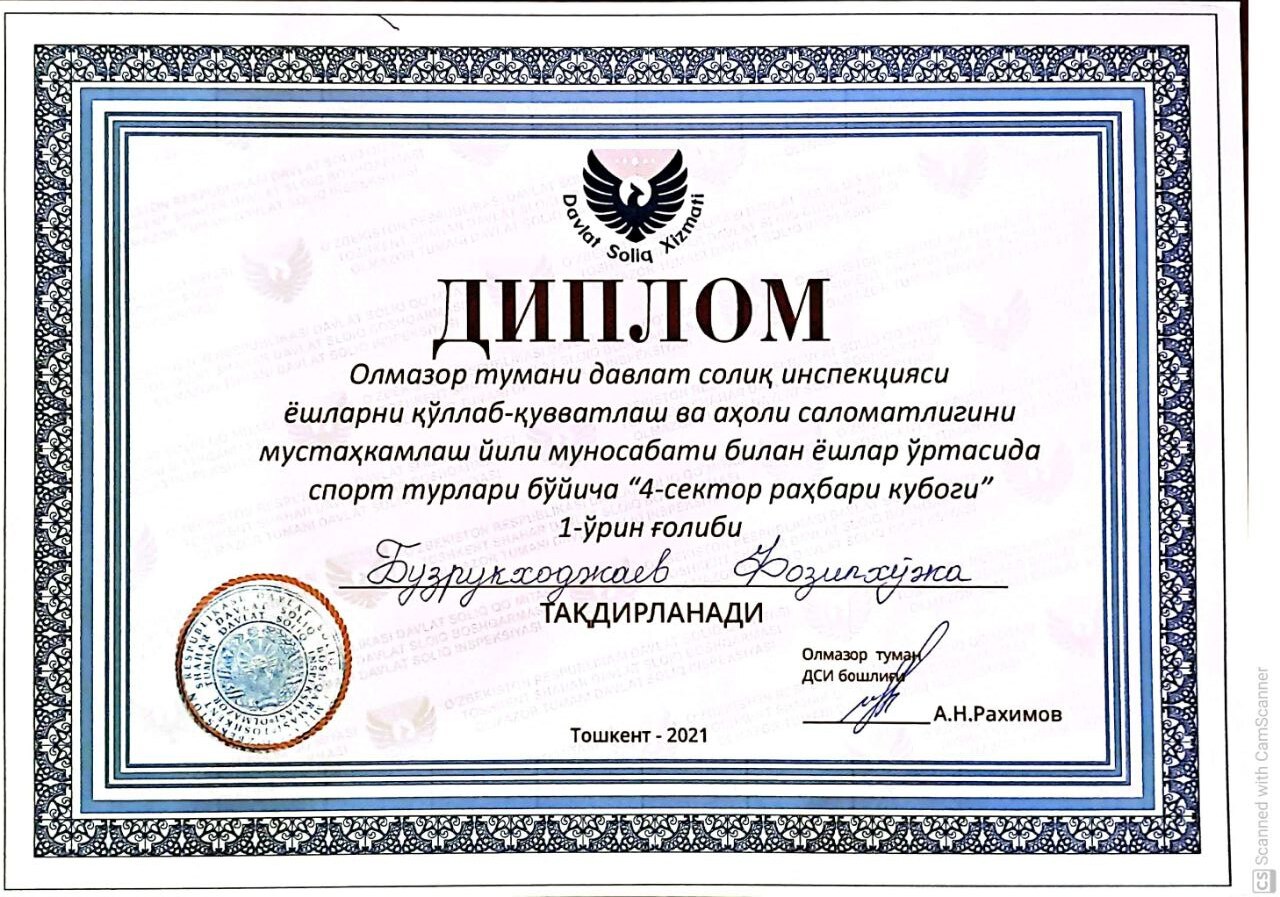 Davlat Soliq Xizmati
ДИПЛОМ
Олмазор тумани давлат солиқ инспекцияси
ёшларни қўллаб-қувватлаш ва аҳоли саломатлигини
мустаҳкамлаш йили муносабати билан ёшлар ўртасида
спорт турлари бўйича “4-сектор раҳбари кубоги”
1-ўрин ғолиби
Бузрукходжаев Фозилхўжа
ТАҚДИРЛАНАДИ
Олмазор туман
ДСИ бошлиғи
А.Н.Рахимов
Тошкент - 2021
CS Scanned with CamScanner